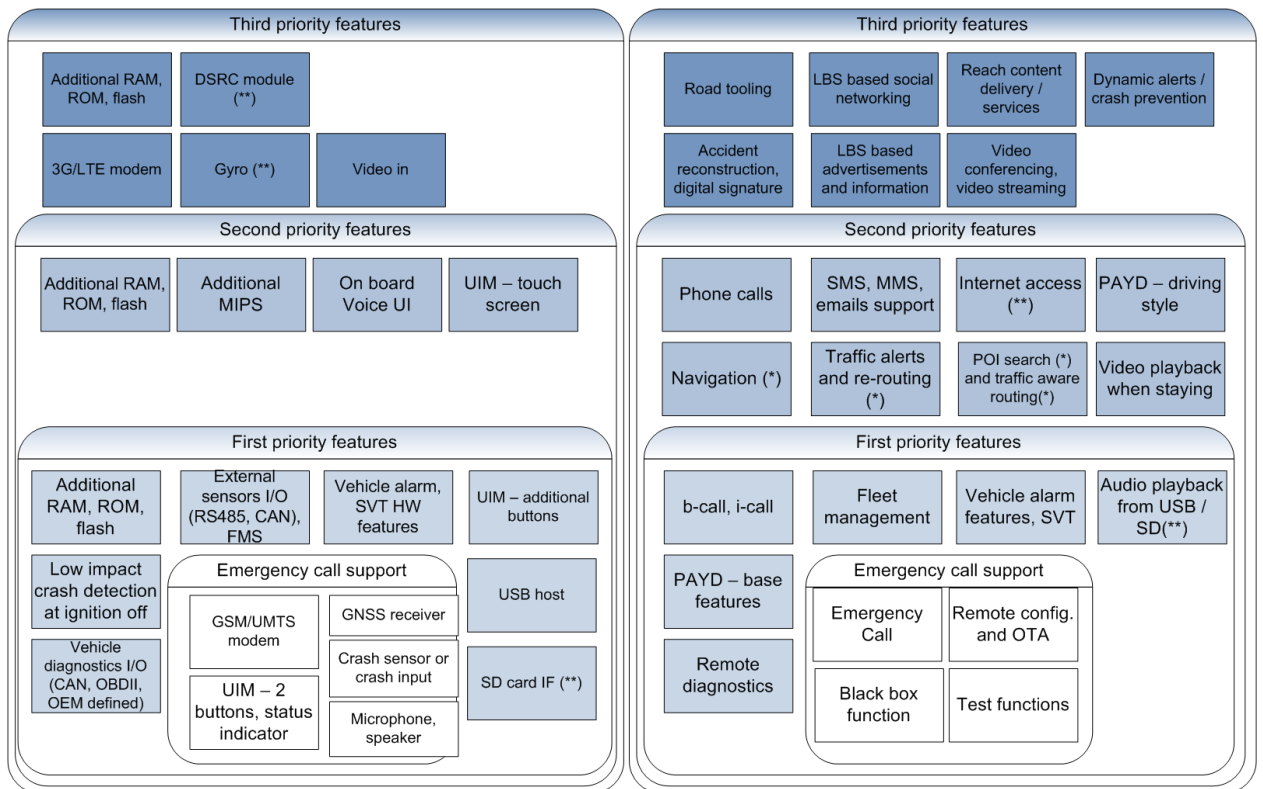 Third priority features
Additional RAM,
ROM, flash
DSRC module
(**)
3G/LTE modem
Gyro (**)
Video in
Second priority features
Additional RAM,
ROM, flash
Additional
MIPS
On board
Voice UI
UIM – touch
screen
First priority features
Additional
RAM, ROM,
flash
External
sensors I/O
(RS485, CAN),
FMS
Vehicle alarm,
SVT HW
features
UIM – additional
buttons
Low impact
crash detection
at ignition off
Vehicle
diagnostics I/O
(CAN, OBDII,
OEM defined)
Emergency call support
GSM/UMTS
modem
GNSS receiver
Crash sensor or
crash input
UIM – 2
buttons, status
indicator
Microphone,
speaker
USB host
SD card IF (**)
Third priority features
Road tooling
LBS based social
networking
Reach content
delivery /
services
Dynamic alerts /
crash prevention
Accident
reconstruction,
digital signature
LBS based
advertisements
and information
Video
conferencing,
video streaming
Second priority features
Phone calls
SMS, MMS,
emails support
Internet access
(**)
PAYD – driving
style
Navigation (*)
Traffic alerts
and re-routing
(*)
POI search (*)
and traffic aware
routing(*)
Video playback
when staying
First priority features
b-call, i-call
Fleet
management
Vehicle alarm
features, SVT
Audio playback
from USB /
SD(**)
PAYD – base
features
Remote
diagnostics
Emergency call support
Emergency
Call
Remote config.
and OTA
Black box
function
Test functions